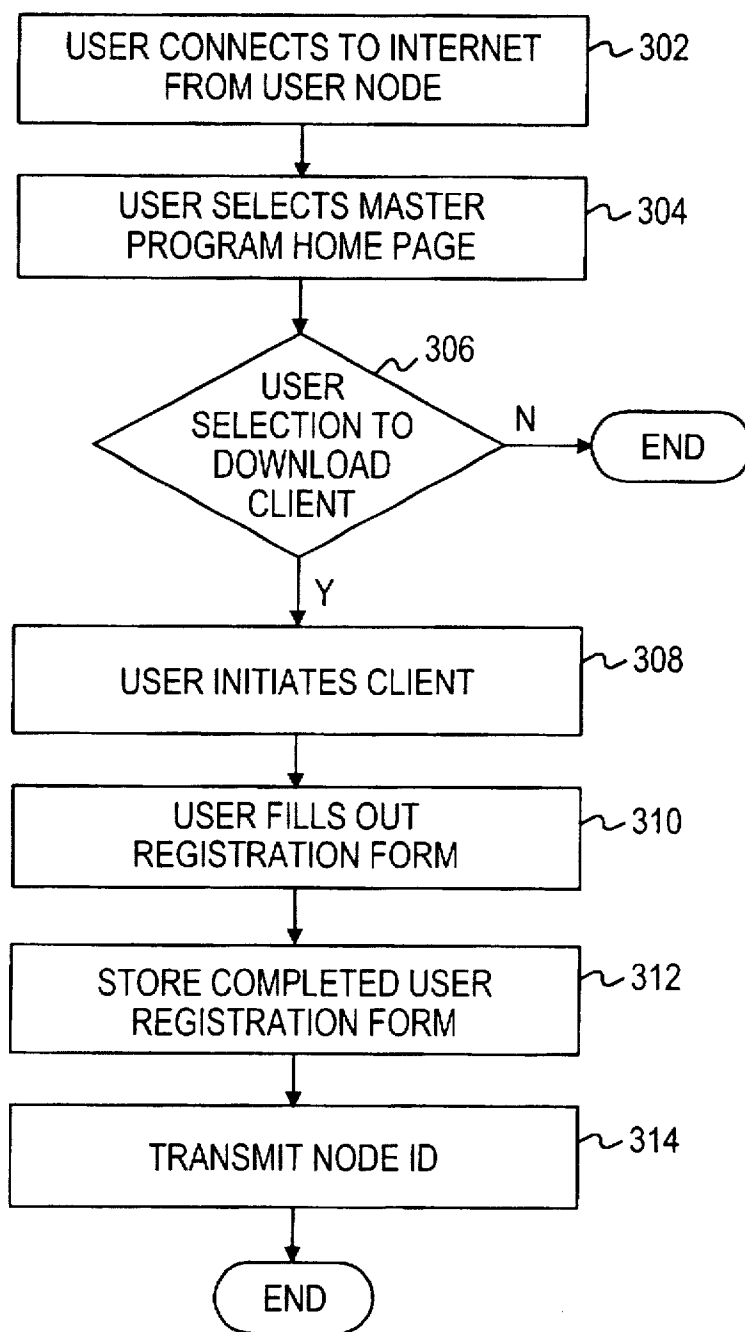 USER CONNECTS TO INTERNET
FROM USER NODE
302
USER SELECTS MASTER
PROGRAM HOME PAGE
304
306
USER
SELECTION TO
DOWNLOAD
CLIENT
N
END
Y
USER INITIATES CLIENT
308
USER FILLS OUT
REGISTRATION FORM
310
STORE COMPLETED USER
REGISTRATION FORM
312
TRANSMIT NODE ID
314
END